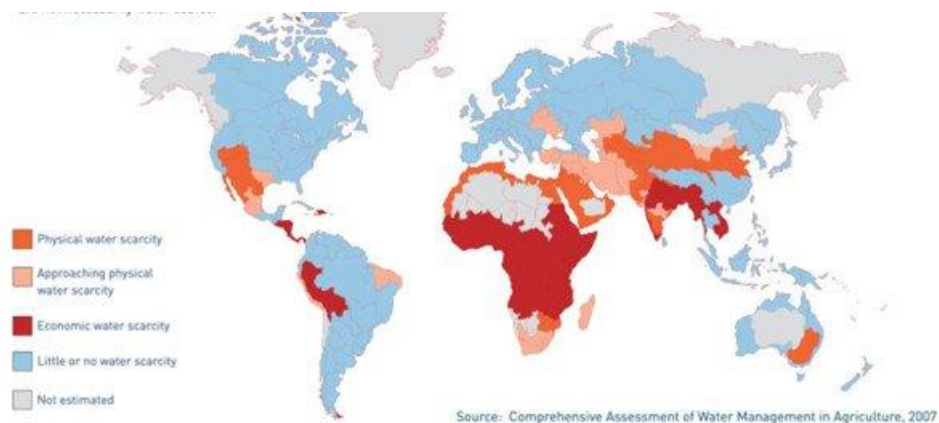 Physical water scarcity
Approaching physical
water scarcity
Economic water scarcity
Little or no water scarcity
Not estimated
Source: Comprehensive Assessment of Water Management in Agriculture, 2007